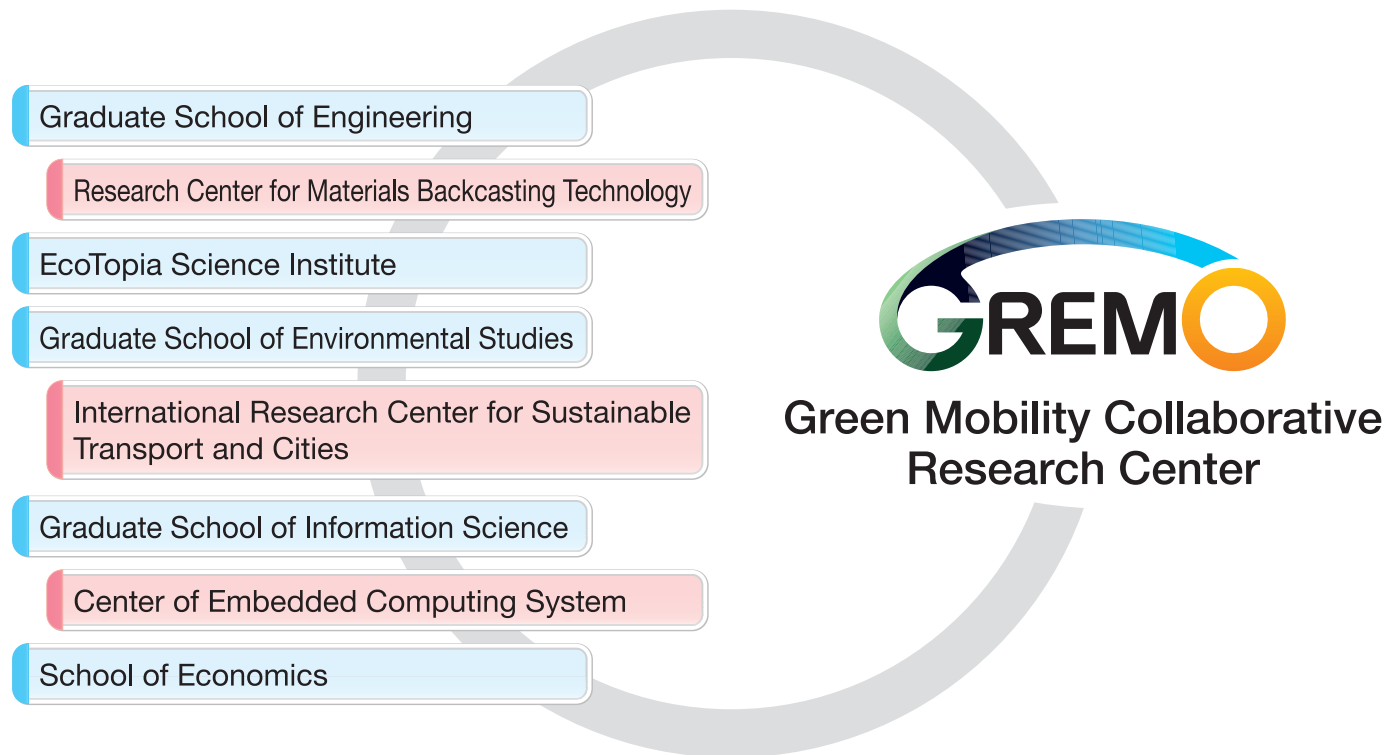 Graduate School of Engineering
Research Center for Materials Backcasting Technology
EcoTopia Science Institute
Graduate School of Environmental Studies
International Research Center for Sustainable
Transport and Cities
Graduate School of Information Science
Center of Embedded Computing System
School of Economics
GREMO
Green Mobility Collaborative
Research Center